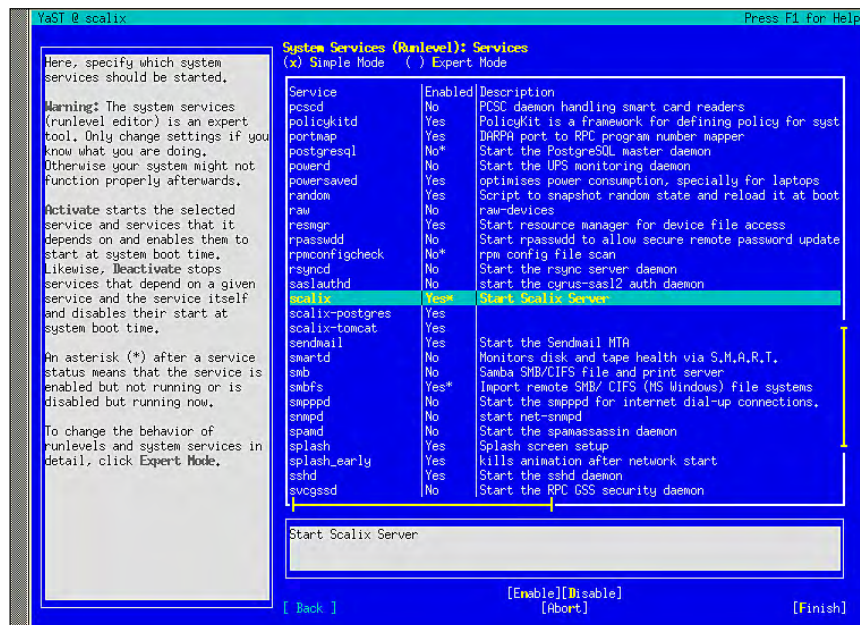 YaST @ scalix Press F1 for Help
Here, specify which system
services should be started.
Warning: The system services
(runlevel editor) is an expert
tool. Only change settings if you
know what you are doing.
Otherwise your system might not
function properly afterwards.
Activate starts the selected
service and services that it
depends on and enables them to
start at system boot time.
Likewise, Deactivate stops
services that depend on a given
service and the service itself
and disables their start at
system boot time.
An asterisk (*) after a service
status means that the service is
enabled but not running or is
disabled but running now.
To change the behavior of
runlevels and system services in
detail, click Expert Mode.
System Services (Runlevel): Services
(x) Simple Mode ( ) Expert Mode
Service Enabled Description
pcscd No PCSC daemon handling smart card readers
policykitd Yes PolicyKit is a framework for defining policy for syst
portmap Yes DARPA port to RPC program number mapper
postgresql No* Start the PostgreSQL master daemon
powerd No Start the UPS monitoring daemon
powersaved Yes optimises power consumption, specially for laptops
random Yes Script to snapshot random state and reload it at boot
raw No raw-devices
resmgr Yes Start resource manager for device file access
rpasswdd No Start rpasswdd to allow secure remote password update
rpmconfigcheck No* rpm config file scan
rsyncd No Start the rsync server daemon
saslauthd No start the cyrus-sasl2 auth daemon
scalix Yes* Start Scalix Server
scalix-postgres Yes
scalix-tomcat Yes
sendmail Yes Start the Sendmail MTA
smartd No Monitors disk and tape health via S.M.A.R.T.
smb No Samba SMB/CIFS file and print server
smbfs Yes* Import remote SMB/ CIFS (MS Windows) file systems
smpppd No Start the smpppd for internet dial-up connections.
snmpd No start net-snmpd
spamd No Start the spamassassin daemon
splash Yes Splash screen setup
splash_early Yes kills animation after network start
sshd Yes Start the sshd daemon
svcgssd No Start the RPC GSS security daemon
Start Scalix Server
[Enable][Disable]
[ Back ] [Abort] [Finish]